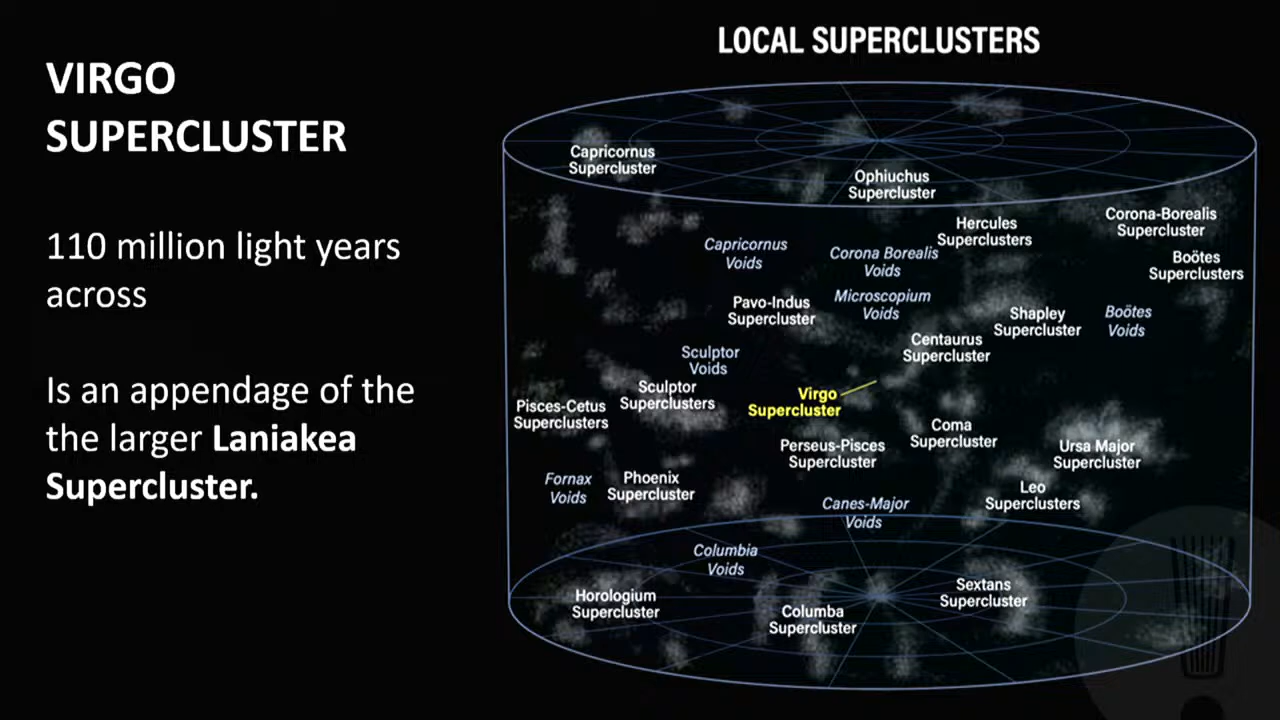 VIRGO
SUPERCLUSTER
110 million light years
across
Is an appendage of the
the larger Laniakea
Supercluster.
LOCAL SUPERCLUSTERS
Capricornus
Supercluster
Ophiuchus
Supercluster
Hercules
Superclusters
Corona-Borealis
Supercluster
Boötes
Superclusters
Capricornus
Voids
Corona Borealis
Voids
Microscopium
Voids
Pavo-Indus
Supercluster
Shapley
Supercluster
Boötes
Voids
Centaurus
Supercluster
Sculptor
Voids
Sculptor
Superclusters
Pisces-Cetus
Superclusters
Virgo
Supercluster
Coma
Supercluster
Perseus-Pisces
Supercluster
Ursa Major
Supercluster
Fornax
Voids
Phoenix
Supercluster
Leo
Superclusters
Canes-Major
Voids
Columbia
Voids
Horologium
Supercluster
Columba
Supercluster
Sextans
Supercluster